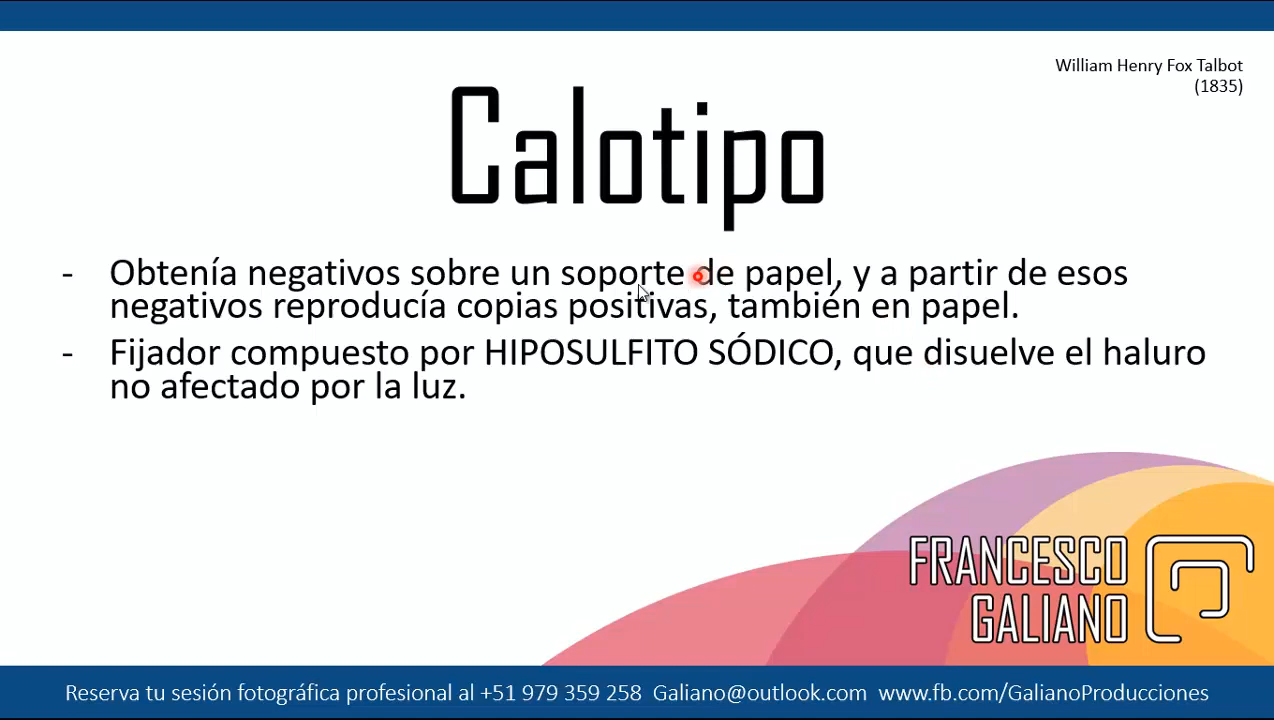 William Henry Fox Talbot
(1835)
Calotipo
- Obtenía negativos sobre un soporte de papel, y a partir de esos
negativos reproducía copias positivas, también en papel.
- Fijador compuesto por HIPOSULFITO SÓDICO, que disuelve el haluro
no afectado por la luz.
FRANCESCO
GALIANO
Reserva tu sesión fotográfica profesional al +51 979 359 258 Galiano@outlook.com www.fb.com/GalianoProducciones